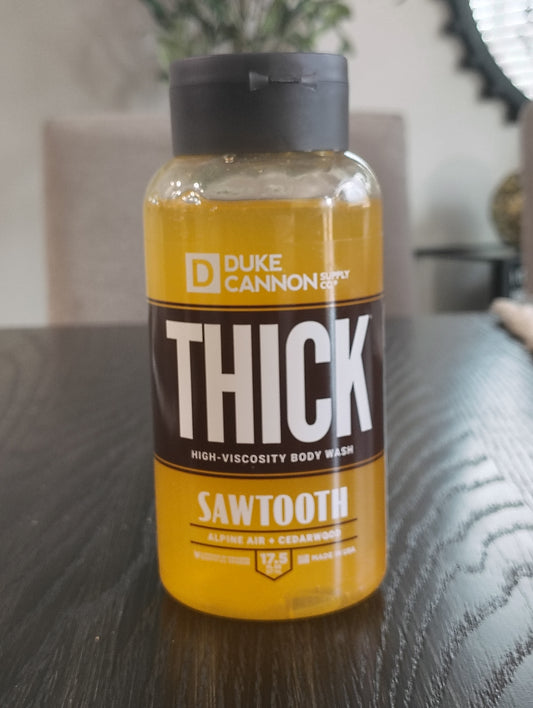 D
DUKE
CANNON SUPPLY CO
THICK
HIGH-VISCOSITY BODY WASH
SAWTOOTH
ALPINE AIR + CEDARWOOD
17.5
MADE IN USA